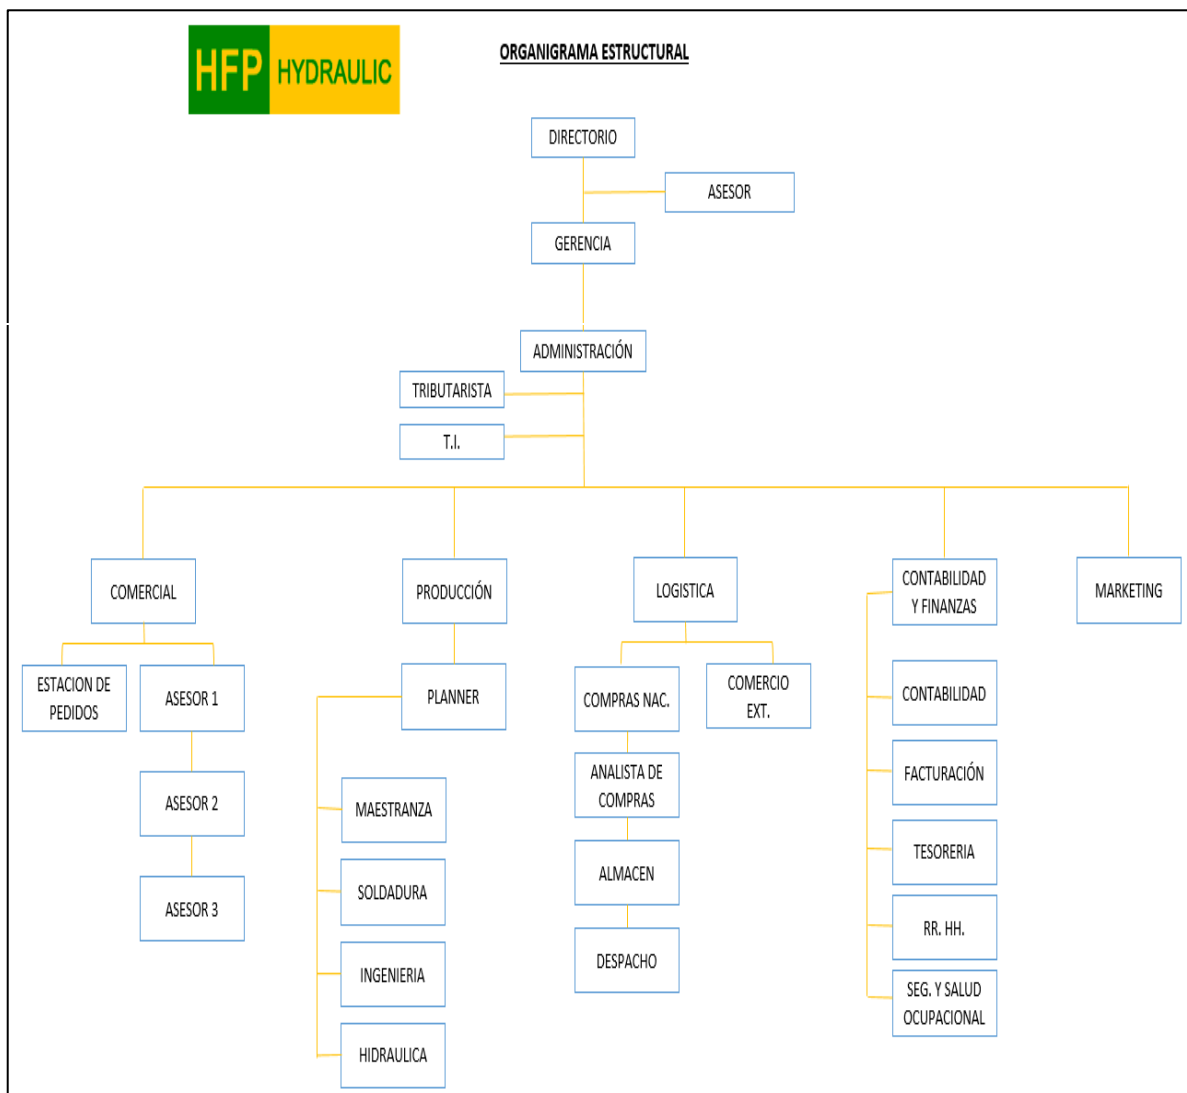 HFP HYDRAULIC
ORGANIGRAMA ESTRUCTURAL
DIRECTORIO
ASESOR
GERENCIA
ADMINISTRACIÓN
TRIBUTARISTA
T.I.
COMERCIAL
PRODUCCIÓN
LOGISTICA
CONTABILIDAD
Y FINANZAS
MARKETING
ESTACION DE
PEDIDOS
ASESOR 1
ASESOR 2
ASESOR 3
PLANNER
MAESTRANZA
SOLDADURA
INGENIERIA
HIDRAULICA
COMPRAS NAC.
COMERCIO
EXT.
ANALISTA DE
COMPRAS
ALMACEN
DESPACHO
CONTABILIDAD
FACTURACIÓN
TESORERIA
RR. HH.
SEG. Y SALUD
OCUPACIONAL